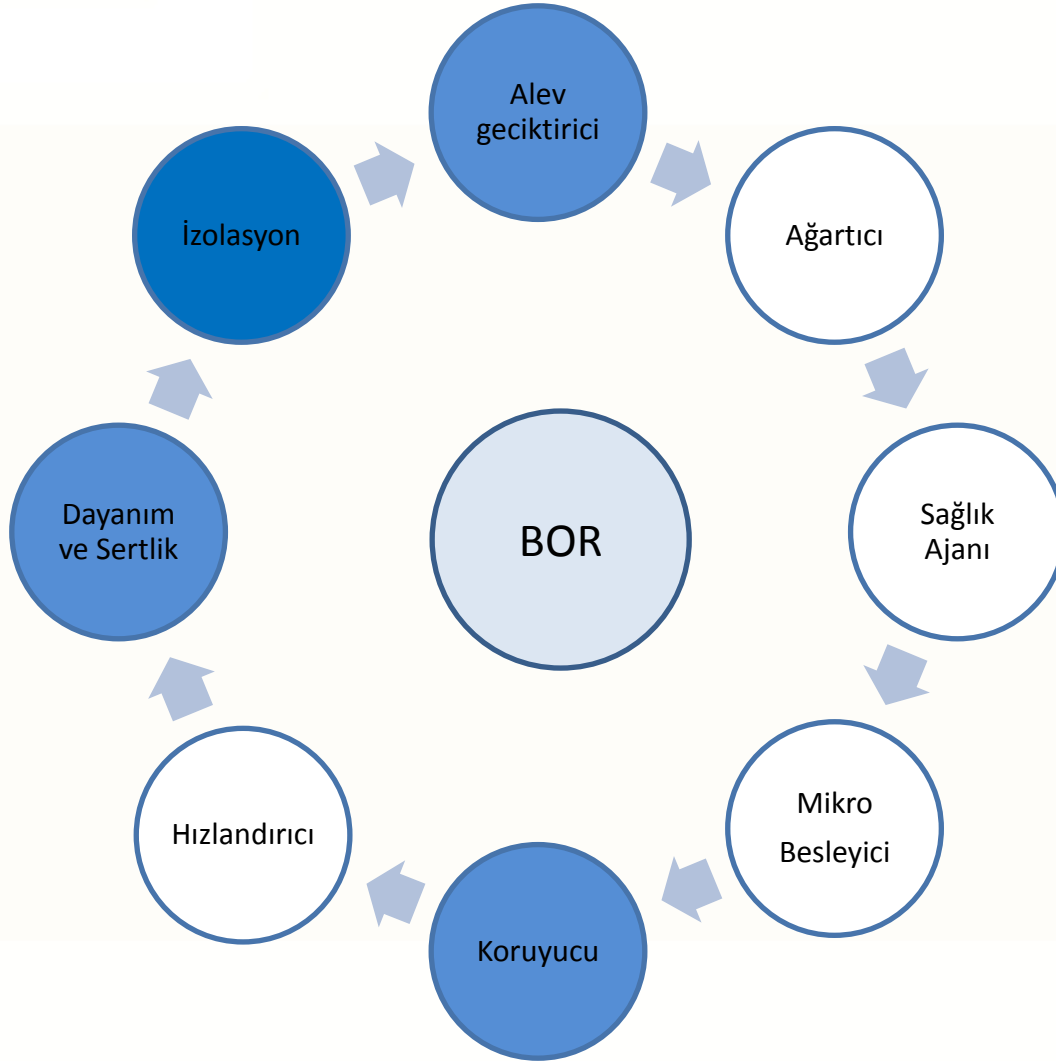 Alev
geciktirici
Ağartıcı
Sağlık
Ajanı
Mikro
Besleyici
Koruyucu
Hızlandırıcı
Dayanım
ve Sertlik
İzolasyon
BOR